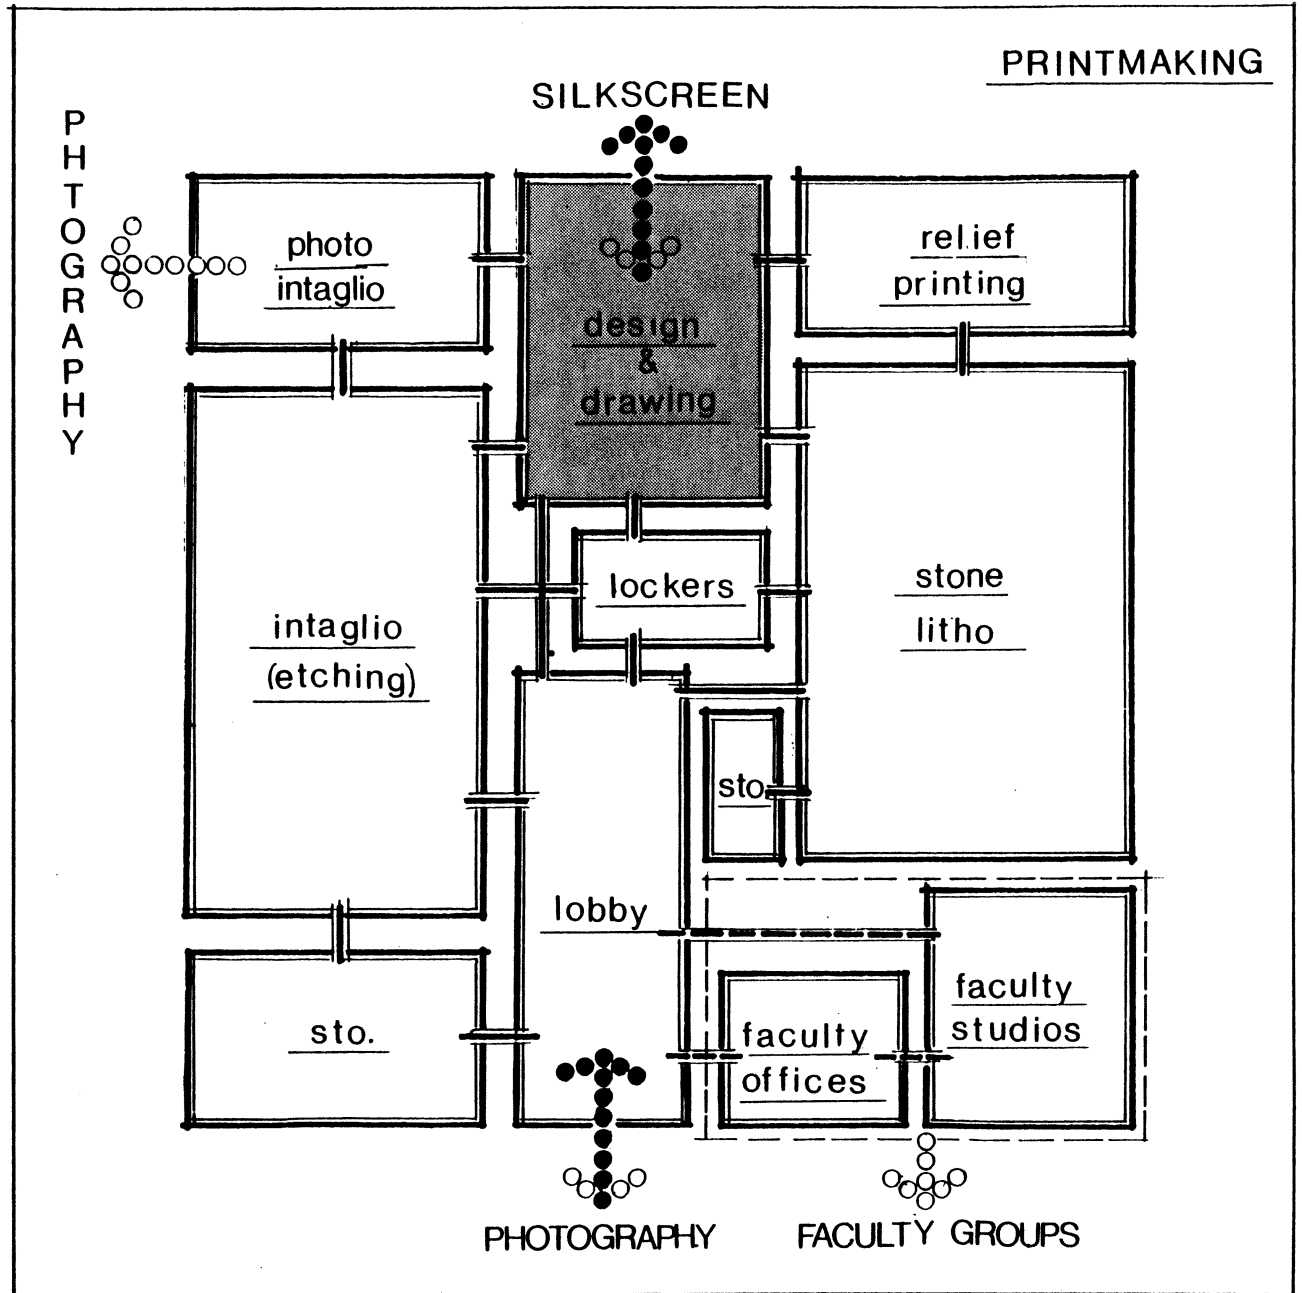 PRINTMAKING
SILKSCREEN
PHTOGRAPHY
photo
intaglio
relief
printing
design
&
drawing
lockers
stone
litho
intaglio
(etching)
sto
lobby
faculty
studios
sto.
faculty
offices
PHOTOGRAPHY
FACULTY GROUPS